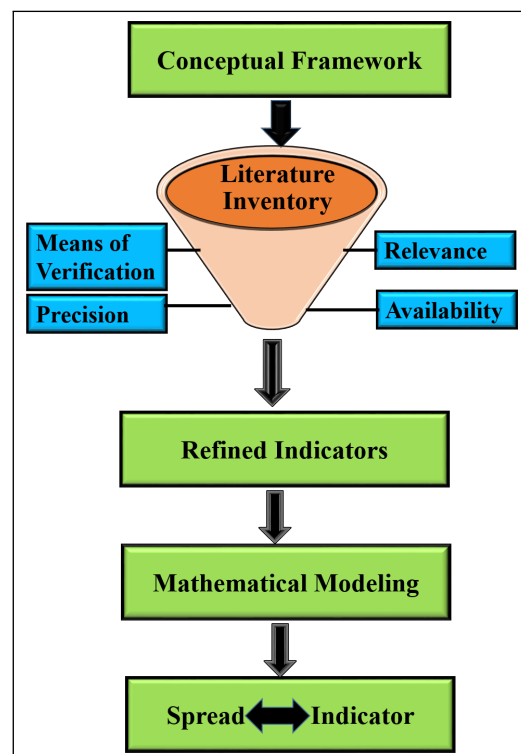 Conceptual Framework
Literature
Inventory
Means of
Verification
Relevance
Precision
Availability
Refined Indicators
Mathematical Modeling
Spread Indicator